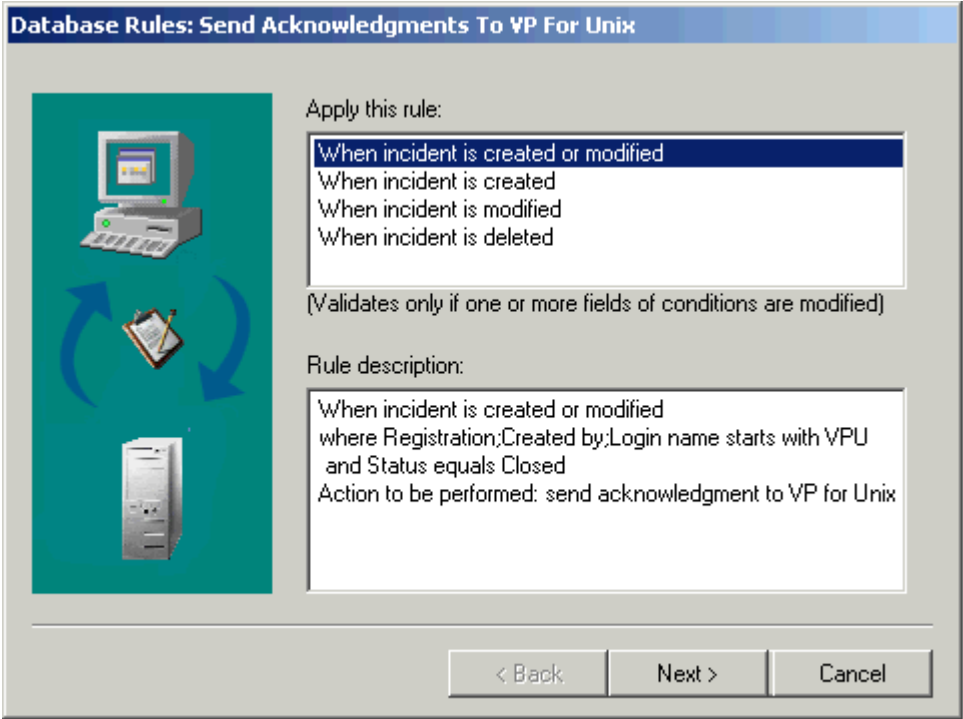 Database Rules: Send Acknowledgments To VP For Unix
Apply this rule:
When incident is created or modified
When incident is created
When incident is modified
When incident is deleted
(Validates only if one or more fields of conditions are modified)
Rule description:
When incident is created or modified
where Registration;Created by;Login name starts with VPU
and Status equals Closed
Action to be performed: send acknowledgment to VP for Unix
< Back
Next >
Cancel